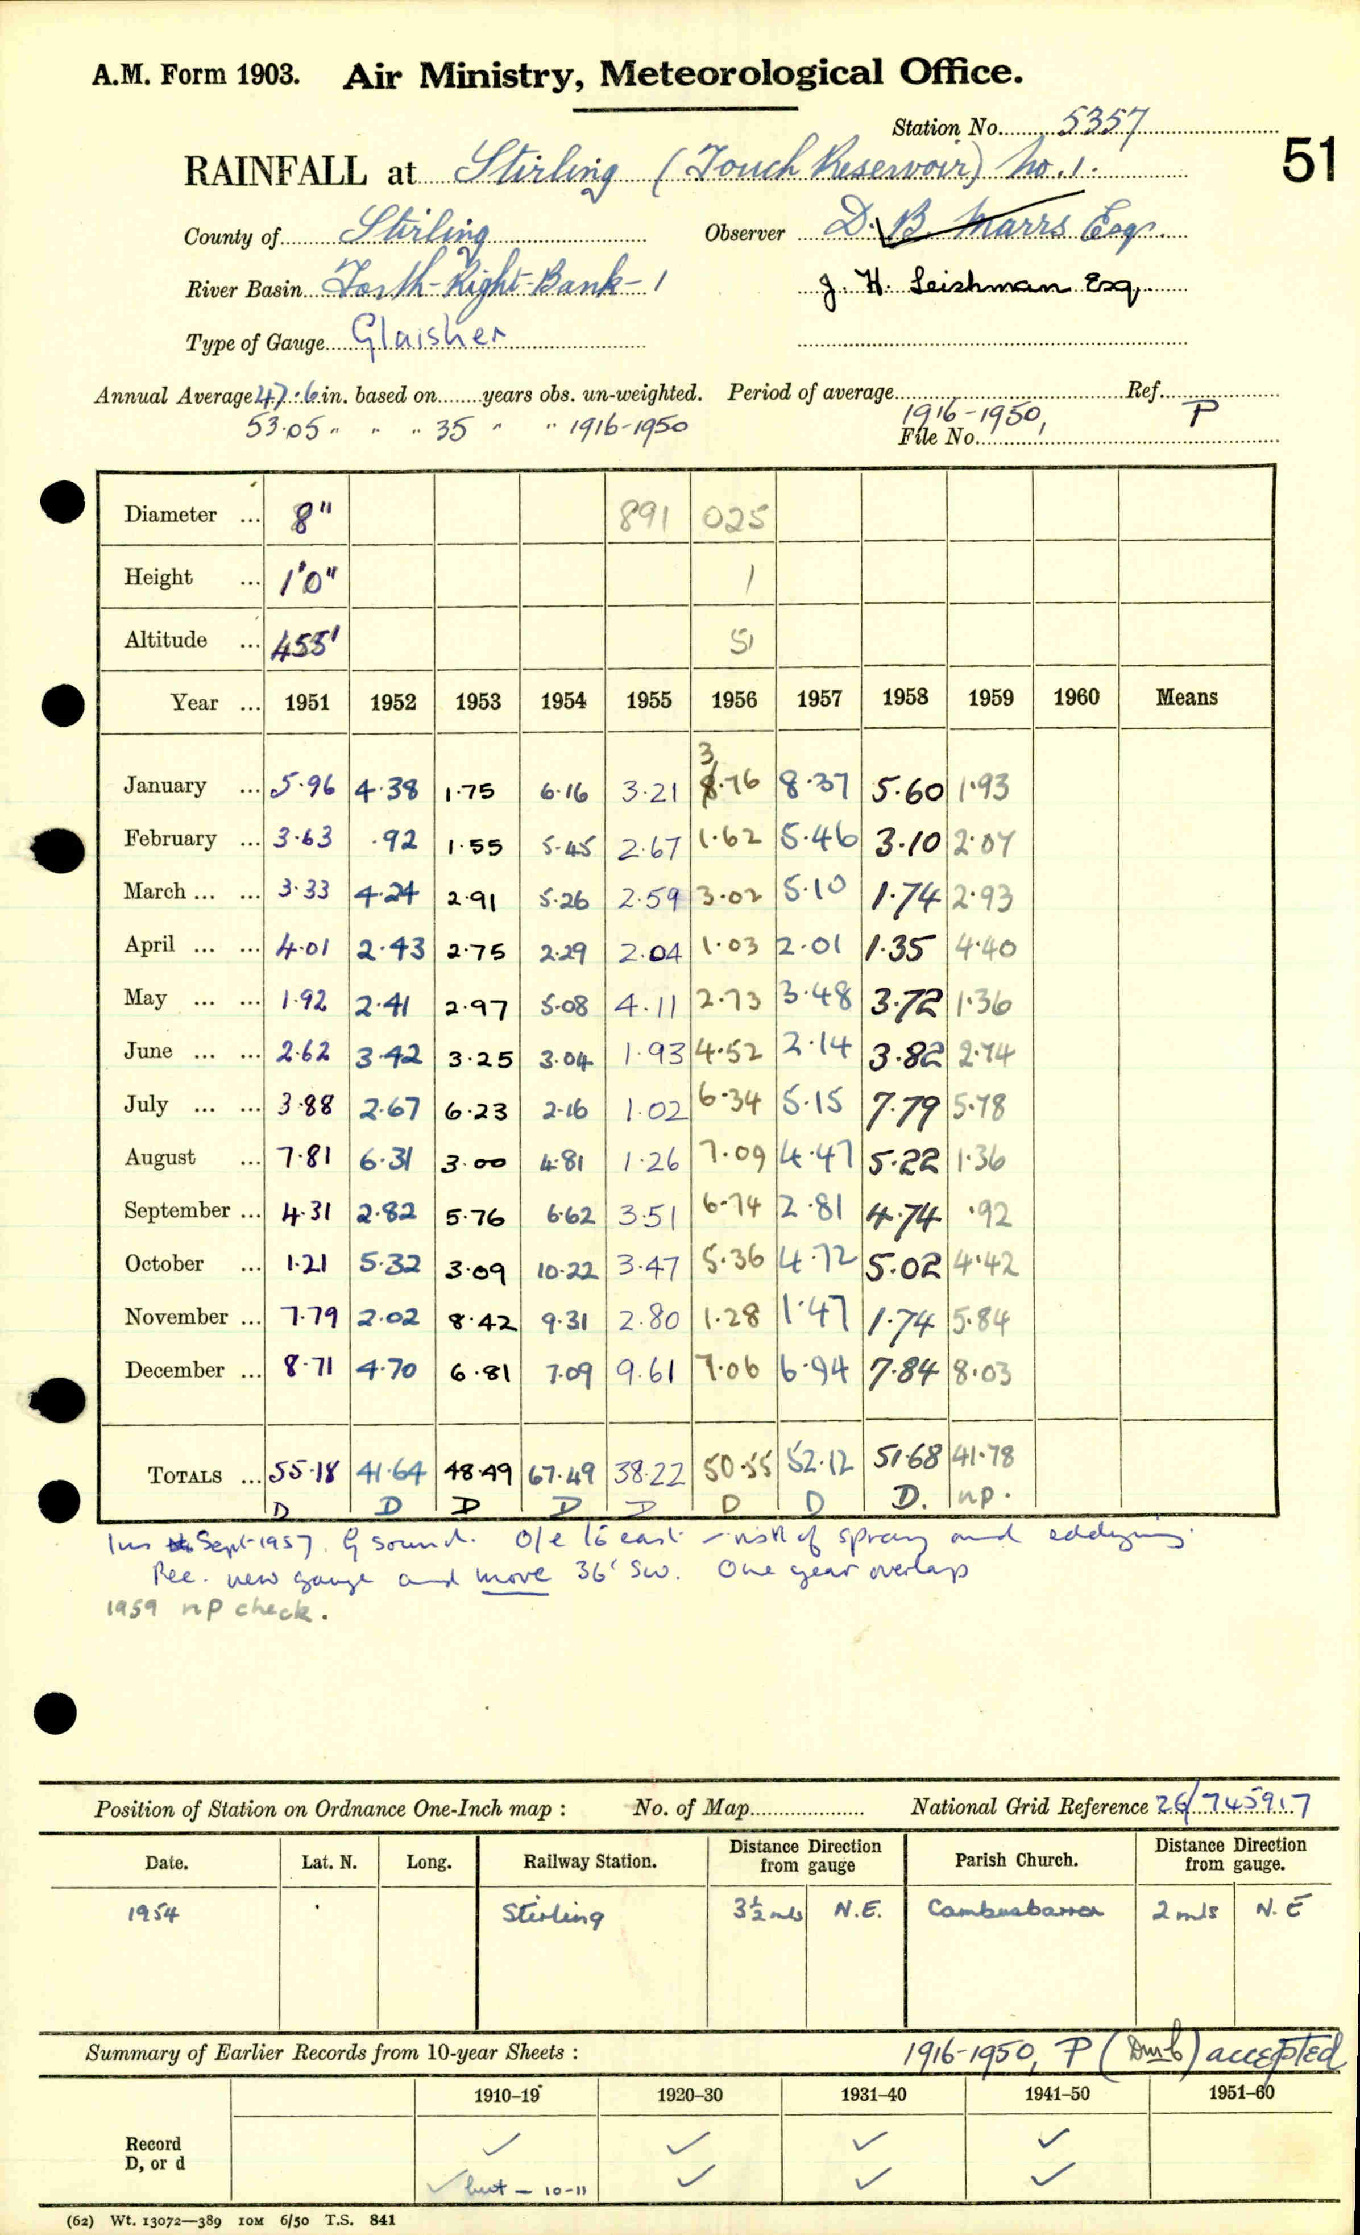 A.M. Form 1903. Air Ministry, Meteorological Office.
Station No. 5357
51
RAINFALL at Stirling (Touch Reservoir) No. 1.
County of Stirling Observer D. B. Marrs Esqr.
River Basin Forth-Right-Bank-1 J. H. Leishman Esq.
Type of Gauge Glaisher
Annual Average 47.6 in. based on years obs. un-weighted. Period of average Ref.
53.05 " " " 35 " " 1916-1950 1916-1950, P
File No.
Diameter ... 8" 891 025
Height ... 1'0" 1
Altitude ... 455' 51
Year ... 1951 1952 1953 1954 1955 1956 1957 1958 1959 1960 Means
3
January ... 5.96 4.38 1.75 6.16 3.21 8.76 8.37 5.60 1.93
February ... 3.63 .92 1.55 5.45 2.67 1.62 5.46 3.10 2.07
March ... ... 3.33 4.24 2.91 5.26 2.59 3.02 5.10 1.74 2.93
April ... ... 4.01 2.43 2.75 2.29 2.04 1.03 2.01 1.35 4.40
May ... ... 1.92 2.41 2.97 5.08 4.11 2.73 3.48 3.72 1.36
June ... ... 2.62 3.42 3.25 3.04 1.93 4.52 2.14 3.82 2.74
July ... ... 3.88 2.67 6.23 2.16 1.02 6.34 5.15 7.79 5.78
August ... 7.81 6.31 3.00 4.81 1.26 7.09 4.47 5.22 1.36
September ... 4.31 2.82 5.76 6.62 3.51 6.74 2.81 4.74 .92
October ... 1.21 5.32 3.09 10.22 3.47 5.36 4.72 5.02 4.42
November ... 7.79 2.02 8.42 9.31 2.80 1.28 1.47 1.74 5.84
December ... 8.71 4.70 6.81 7.09 9.61 7.06 6.94 7.84 8.03
TOTALS ... 55.18 41.64 48.49 67.49 38.22 50.55 52.12 51.68 41.78
D D D D D D D D. np.
Ins Sept 1957. G sound. O/e to east - risk of spray and eddying.
Rec. new gauge and move 36' SW. One year overlap
1959 np check.
Position of Station on Ordnance One-Inch map : No. of Map National Grid Reference 26/745917
Date. Lat. N. Long. Railway Station. Distance Direction from gauge Parish Church. Distance Direction from gauge.
1954 Stirling 3½ mls N.E. Cambusbarron 2 mls N.E
Summary of Earlier Records from 10-year Sheets : 1916-1950, P (Dmb) accepted
1910–19 1920–30 1931–40 1941–50 1951–60
Record ✓ ✓ ✓ ✓
D, or d ✓ but - 10-11 ✓ ✓ ✓
(62) Wt. 13072—389 10M 6/50 T.S. 841